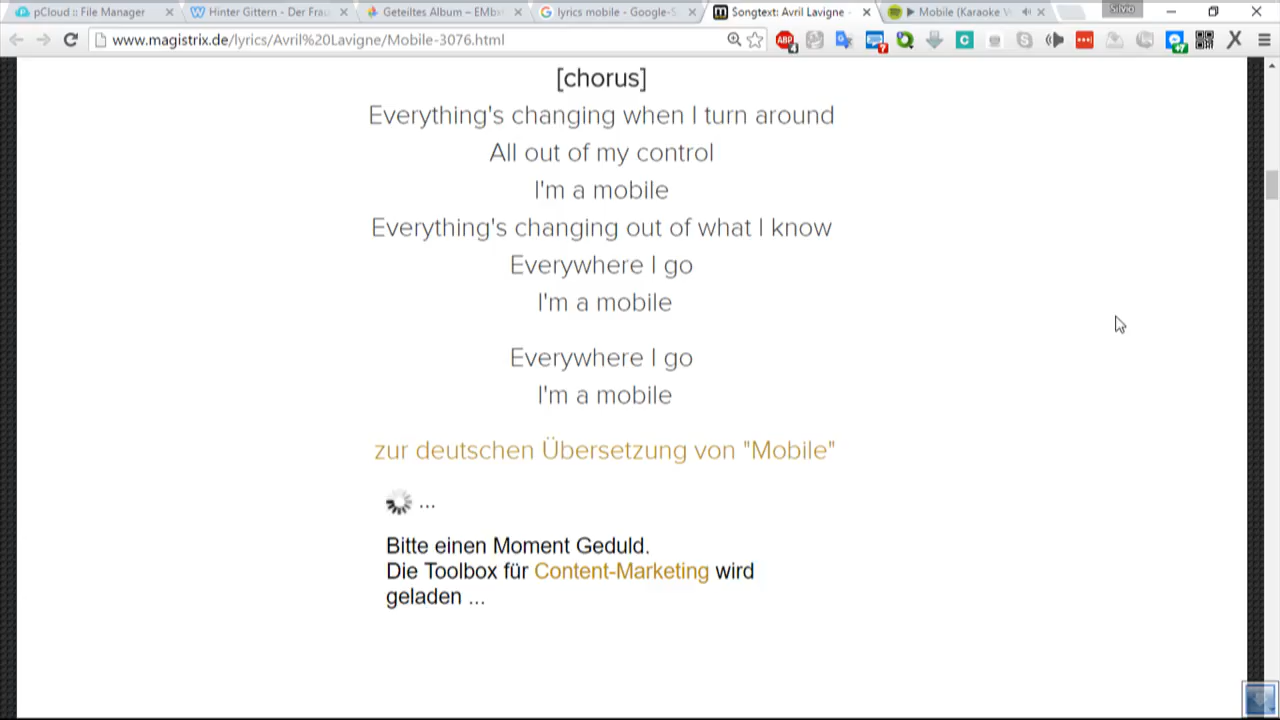 pCloud :: File Manager
Hinter Gittern - Der Frau
Geteiltes Album – EMb
lyrics mobile - Google-S
Songtext: Avril Lavigne -
Mobile (Karaoke V
Silvio
www.magistrix.de/lyrics/Avril%20Lavigne/Mobile-3076.html
[chorus]
Everything's changing when I turn around
All out of my control
I'm a mobile
Everything's changing out of what I know
Everywhere I go
I'm a mobile
Everywhere I go
I'm a mobile
zur deutschen Übersetzung von "Mobile"
...
Bitte einen Moment Geduld.
Die Toolbox für Content-Marketing wird
geladen ...